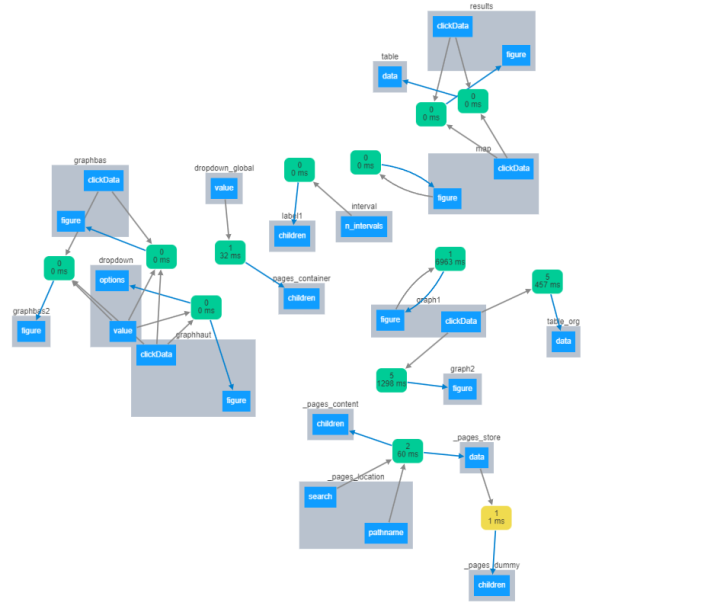 results
clickData
figure
table
data
0
0 ms
0
0 ms
map
clickData
figure
0
0 ms
graphbas
clickData
figure
dropdown_global
value
0
0 ms
label1
children
interval
n_intervals
1
32 ms
_pages_container
children
0
0 ms
0
0 ms
dropdown
options
value
0
0 ms
graphbas2
figure
graphhaut
clickData
figure
1
6963 ms
graph1
figure
clickData
5
457 ms
table_org
data
5
1298 ms
graph2
figure
_pages_content
children
2
60 ms
_pages_store
data
_pages_location
search
pathname
1
1 ms
_pages_dummy
children